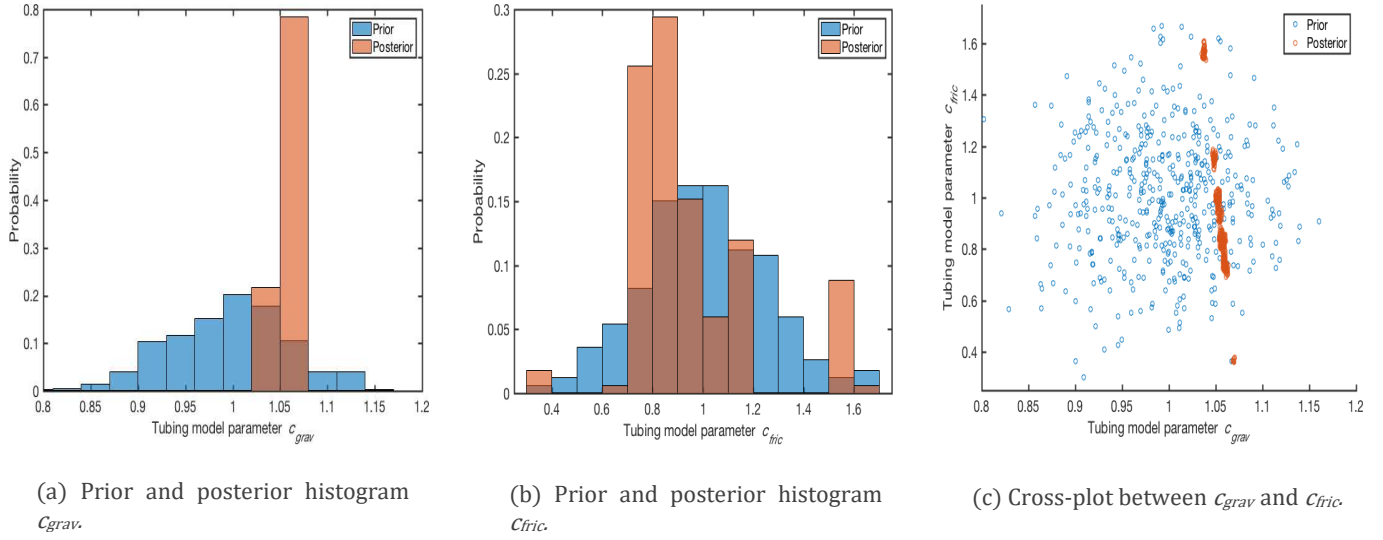 0.8
0.7
0.6
0.5
0.4
0.3
0.2
0.1
0
Probability
Prior
Posterior
0.8 0.85 0.9 0.95 1 1.05 1.1 1.15 1.2
Tubing model parameter c_grav
0.3
0.25
0.2
0.15
0.1
0.05
0
Probability
Prior
Posterior
0.4 0.6 0.8 1 1.2 1.4 1.6
Tubing model parameter c_fric
1.6
1.4
1.2
1
0.8
0.6
0.4
Tubing model parameter c_fric
Prior
Posterior
0.8 0.85 0.9 0.95 1 1.05 1.1 1.15 1.2
Tubing model parameter c_grav
(a) Prior and posterior histogram
c_grav.
(b) Prior and posterior histogram
c_fric.
(c) Cross-plot between c_grav and c_fric.